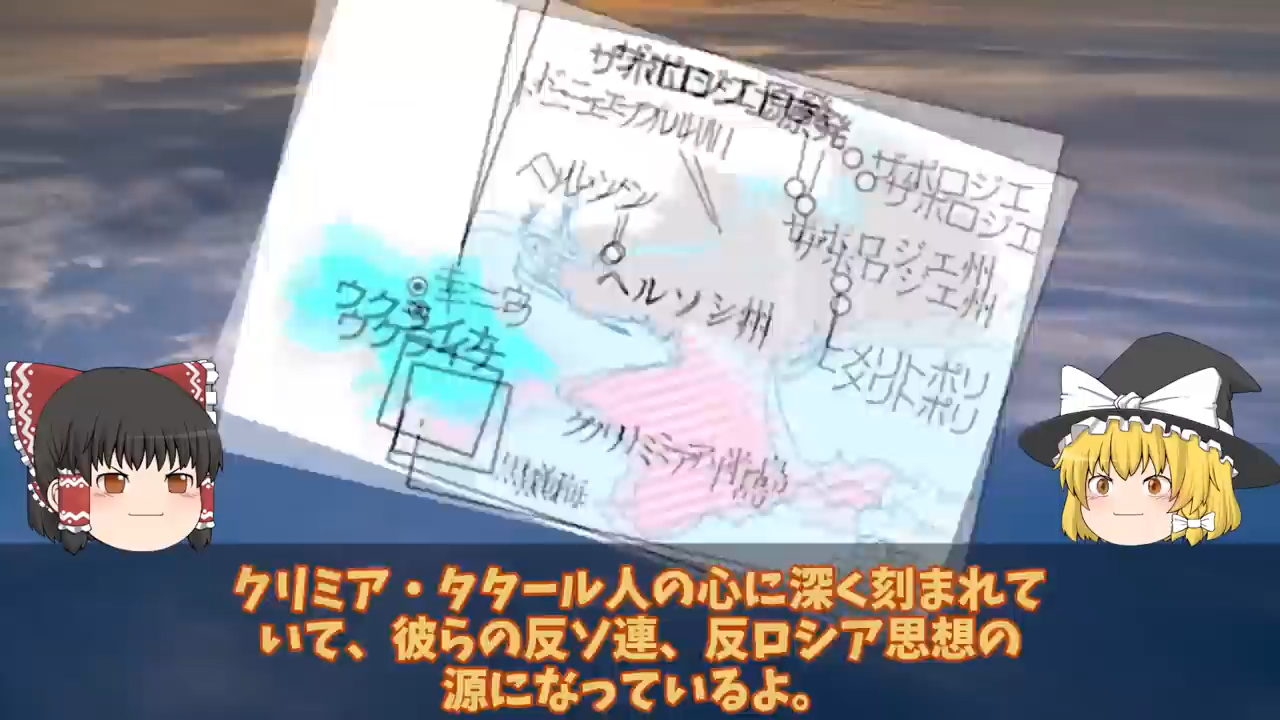 ザポロジエ原発
ドニエプル川
ザポロジエ
ヘルソン
ザポロジエ州
キーウ
ヘルソン州
ウクライナ
メリトポリ
クリミア半島
黒海
クリミア・タタール人の心に深く刻まれて
いて、彼らの反ソ連、反ロシア思想の
源になっているよ。